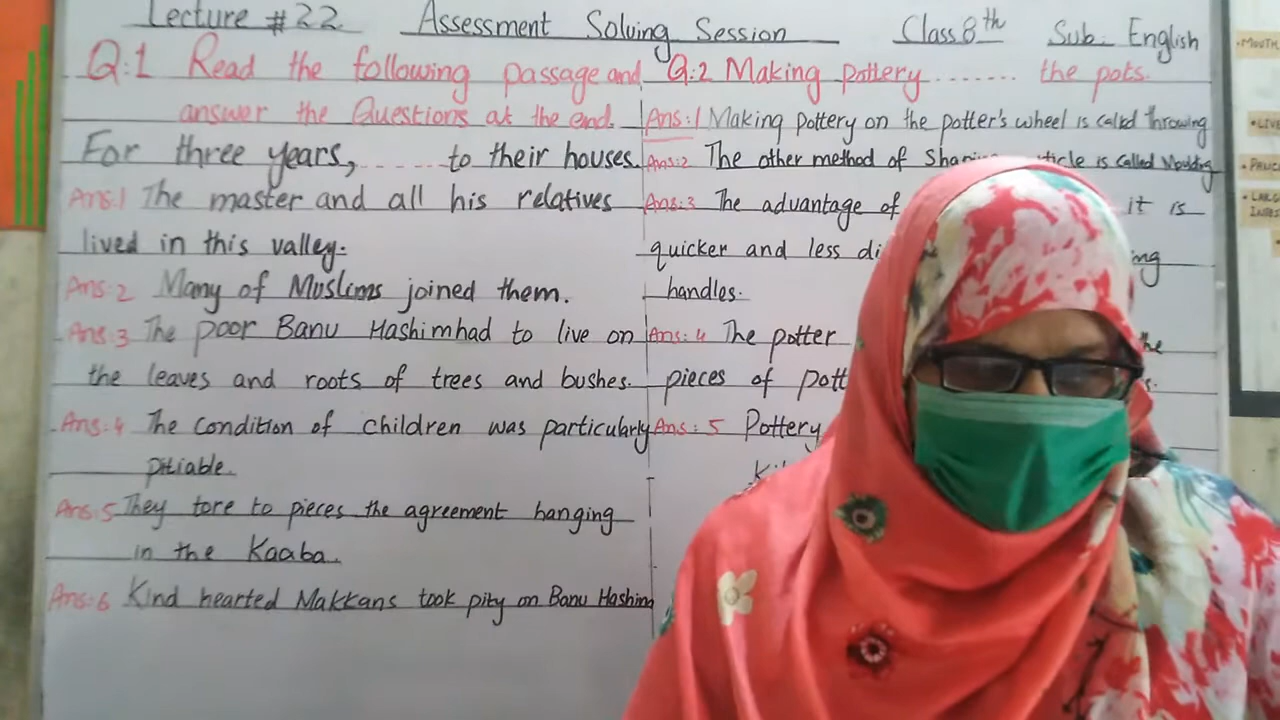 Lecture # 22 Assessment Solving Session Class 8th Sub: English
Q:1 Read the following passage and
answer the Questions at the end.
For three years, ...... to their houses.
Ans:1 The master and all his relatives
lived in this valley.
Ans:2 Many of Muslims joined them.
Ans:3 The poor Banu Hashim had to live on
the leaves and roots of trees and bushes.
Ans:4 The condition of children was particularly
pitiable.
Ans:5 They tore to pieces the agreement hanging
in the Kaaba.
Ans:6 Kind hearted Makkans took pity on Banu Hashim
Q:2 Making pottery ........ the pots.
Ans:1 Making pottery on the potter's wheel is called throwing
Ans:2 The other method of is called Moulding
Ans:3 The advantage of it is
quicker and less
handles.
Ans:4 The potter
pieces of
Ans:5 Pottery